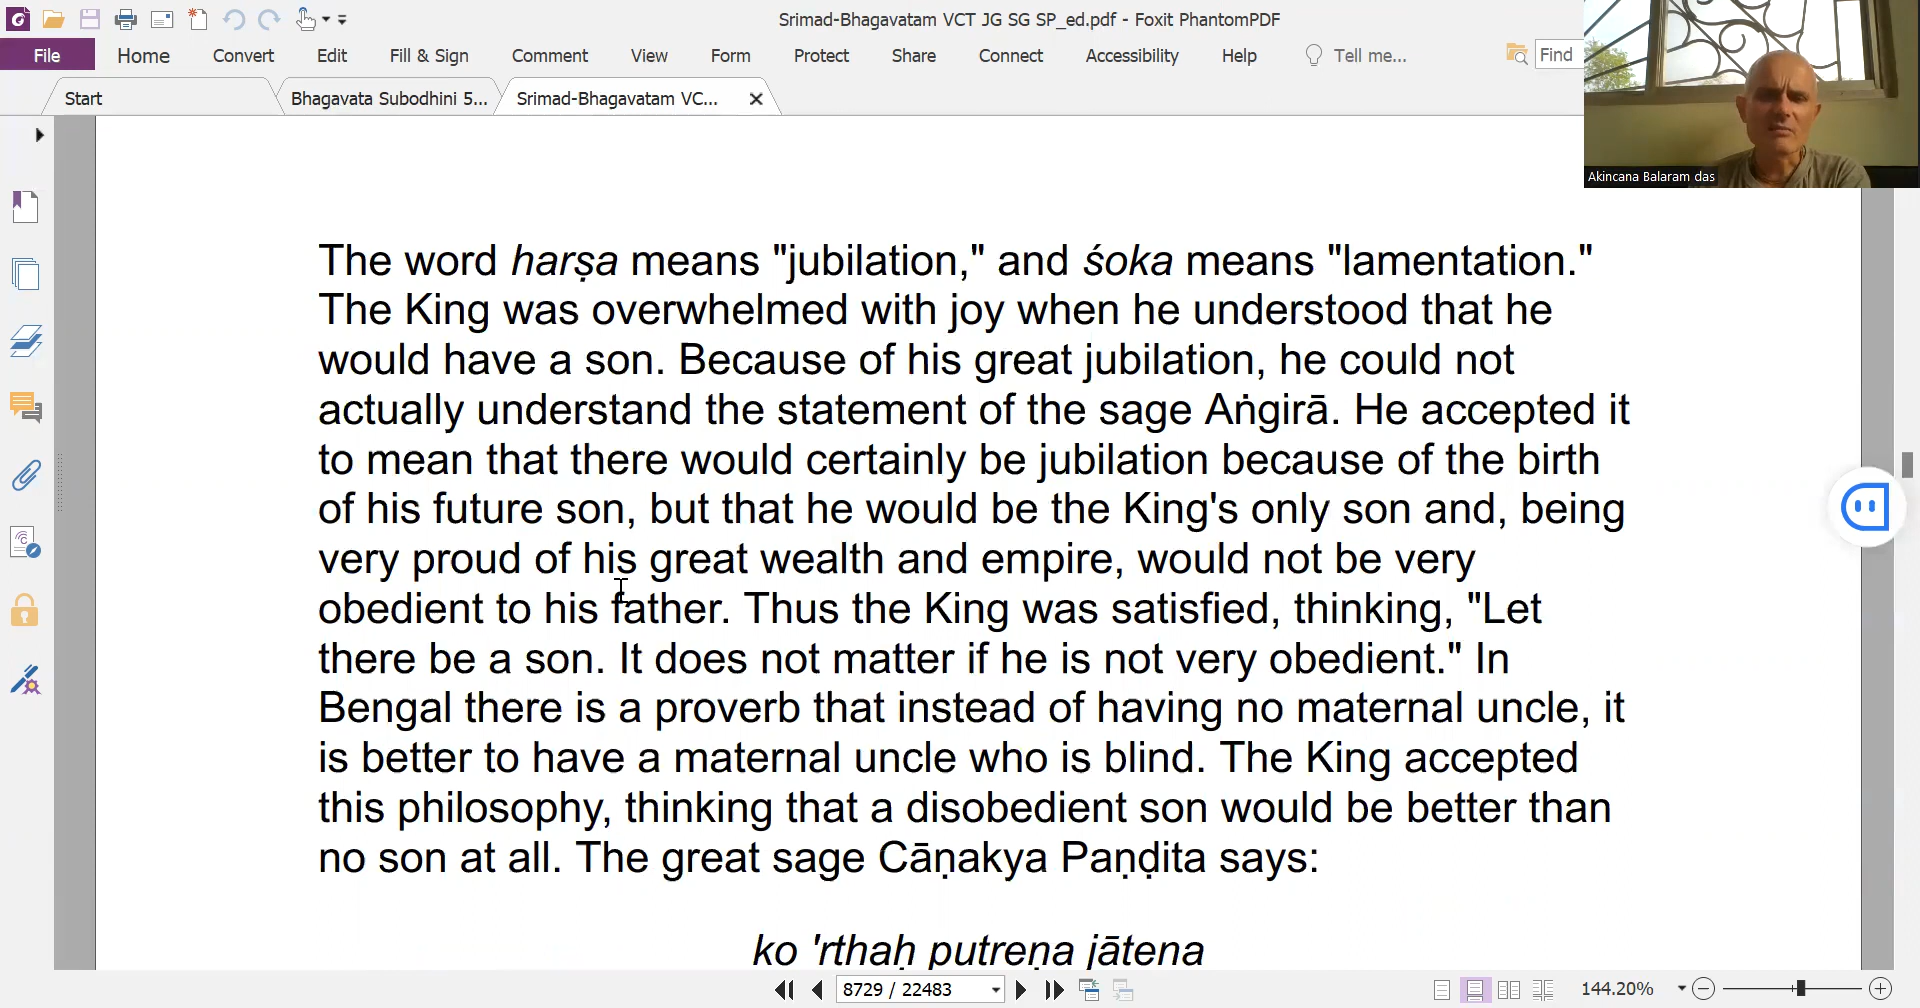 Srimad-Bhagavatam VCT JG SG SP_ed.pdf - Foxit PhantomPDF
File Home Convert Edit Fill & Sign Comment View Form Protect Share Connect Accessibility Help Tell me... Find
Start Bhagavata Subodhini 5... Srimad-Bhagavatam VC...
Akincana Balaram das
The word harṣa means "jubilation," and śoka means "lamentation."
The King was overwhelmed with joy when he understood that he
would have a son. Because of his great jubilation, he could not
actually understand the statement of the sage Aṅgirā. He accepted it
to mean that there would certainly be jubilation because of the birth
of his future son, but that he would be the King's only son and, being
very proud of his great wealth and empire, would not be very
obedient to his father. Thus the King was satisfied, thinking, "Let
there be a son. It does not matter if he is not very obedient." In
Bengal there is a proverb that instead of having no maternal uncle, it
is better to have a maternal uncle who is blind. The King accepted
this philosophy, thinking that a disobedient son would be better than
no son at all. The great sage Cāṇakya Paṇḍita says:
ko 'rthaḥ putreṇa jātena
8729 / 22483 144.20%